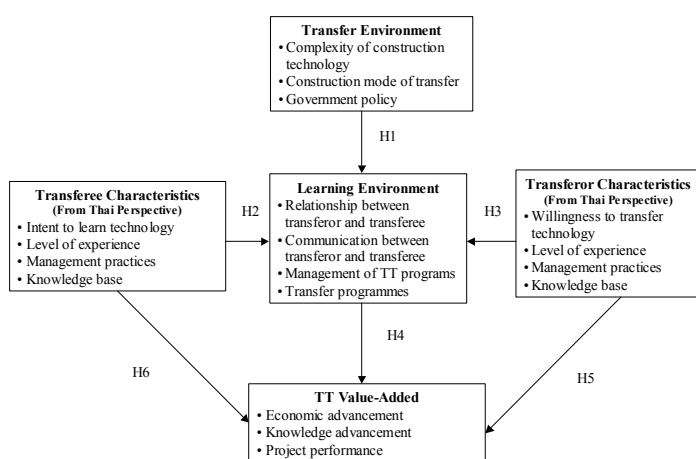 Transfer Environment
• Complexity of construction
technology
• Construction mode of transfer
• Government policy
H1
Transferee Characteristics
(From Thai Perspective)
• Intent to learn technology
• Level of experience
• Management practices
• Knowledge base
H2
Learning Environment
• Relationship between
transferor and transferee
• Communication between
transferor and transferee
• Management of TT programs
• Transfer programmes
H3
Transferor Characteristics
(From Thai Perspective)
• Willingness to transfer
technology
• Level of experience
• Management practices
• Knowledge base
H6
H4
H5
TT Value-Added
• Economic advancement
• Knowledge advancement
• Project performance